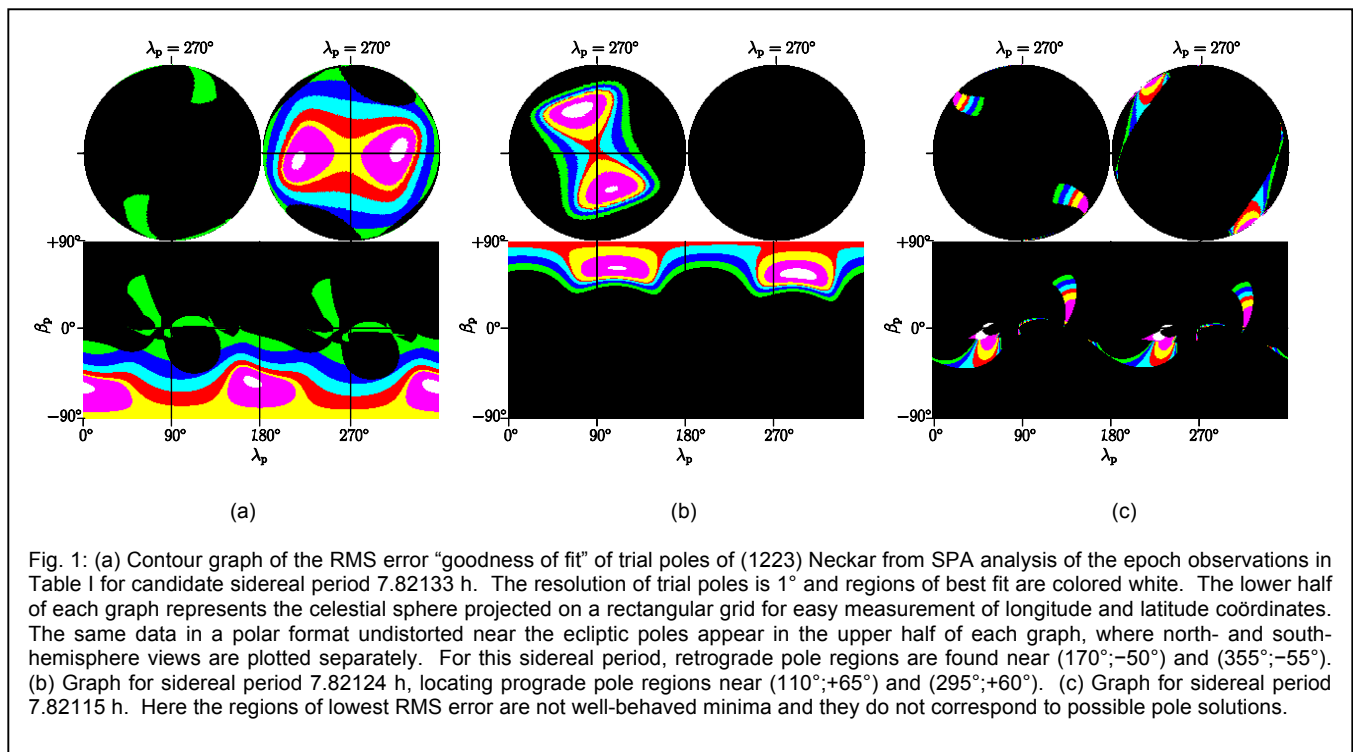 λp = 270° λp = 270° λp = 270° λp = 270° λp = 270° λp = 270°
+90° +90° +90°
βp 0° βp 0° βp 0°
−90° −90° −90°
0° 90° 180° 270° 0° 90° 180° 270° 0° 90° 180° 270°
λp λp λp
(a) (b) (c)
Fig. 1: (a) Contour graph of the RMS error “goodness of fit” of trial poles of (1223) Neckar from SPA analysis of the epoch observations in
Table I for candidate sidereal period 7.82133 h. The resolution of trial poles is 1° and regions of best fit are colored white. The lower half
of each graph represents the celestial sphere projected on a rectangular grid for easy measurement of longitude and latitude coördinates.
The same data in a polar format undistorted near the ecliptic poles appear in the upper half of each graph, where north- and south-
hemisphere views are plotted separately. For this sidereal period, retrograde pole regions are found near (170°;−50°) and (355°;−55°).
(b) Graph for sidereal period 7.82124 h, locating prograde pole regions near (110°;+65°) and (295°;+60°). (c) Graph for sidereal period
7.82115 h. Here the regions of lowest RMS error are not well-behaved minima and they do not correspond to possible pole solutions.